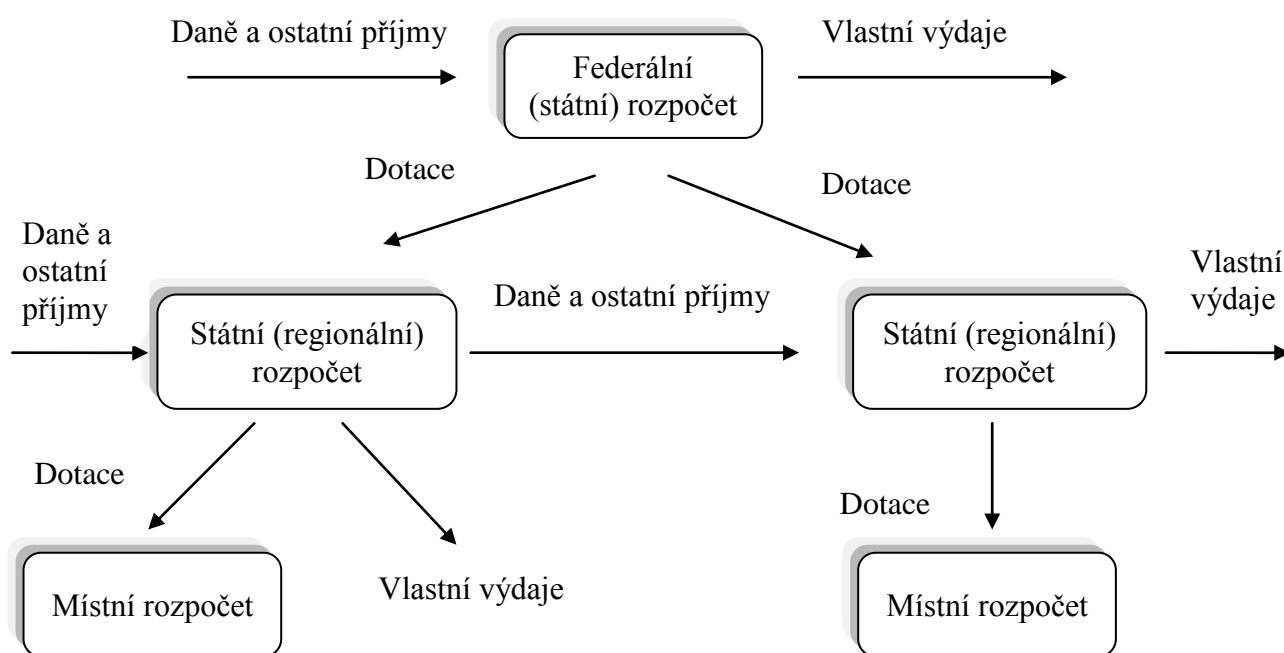 Daně a ostatní příjmy
Vlastní výdaje
Federální
(státní) rozpočet
Dotace
Dotace
Daně a
ostatní
příjmy
Vlastní
výdaje
Daně a ostatní příjmy
Státní (regionální)
rozpočet
Státní (regionální)
rozpočet
Dotace
Dotace
Místní rozpočet
Vlastní výdaje
Místní rozpočet